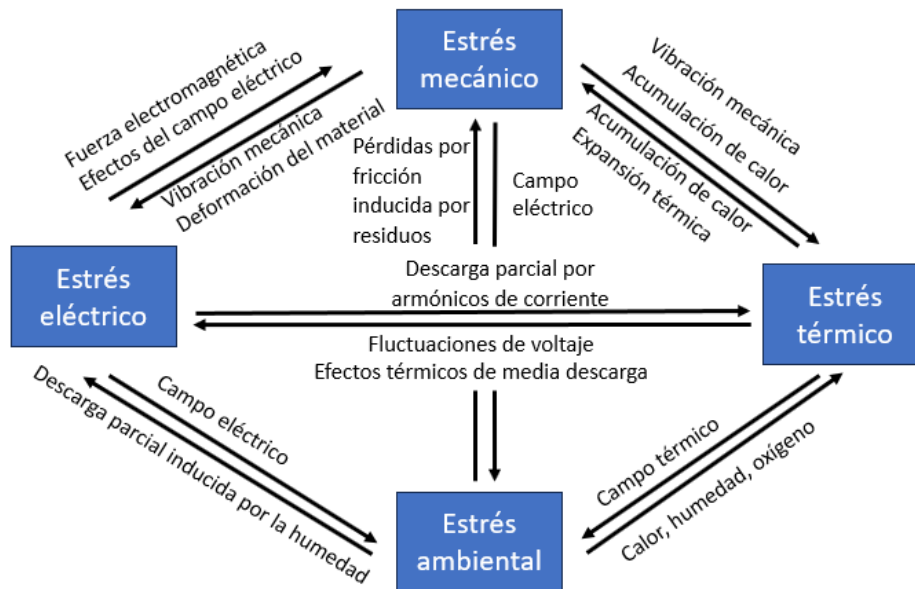 Estrés
mecánico
Fuerza electromagnética
Efectos del campo eléctrico
Vibración mecánica
Deformación del material
Vibración mecánica
Acumulación de calor
Acumulación de calor
Expansión térmica
Pérdidas por
fricción
inducida por
residuos
Campo
eléctrico
Estrés
eléctrico
Descarga parcial por
armónicos de corriente
Fluctuaciones de voltaje
Efectos térmicos de media descarga
Estrés
térmico
Campo eléctrico
Descarga parcial inducida por la humedad
Campo térmico
Calor, humedad, oxígeno
Estrés
ambiental